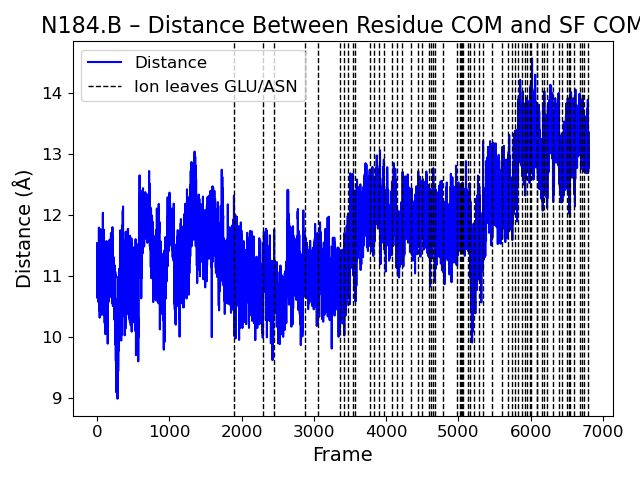 N184.B – Distance Between Residue COM and SF COM
Distance
Ion leaves GLU/ASN
Distance (Å)
14
13
12
11
10
9
0 1000 2000 3000 4000 5000 6000 7000
Frame